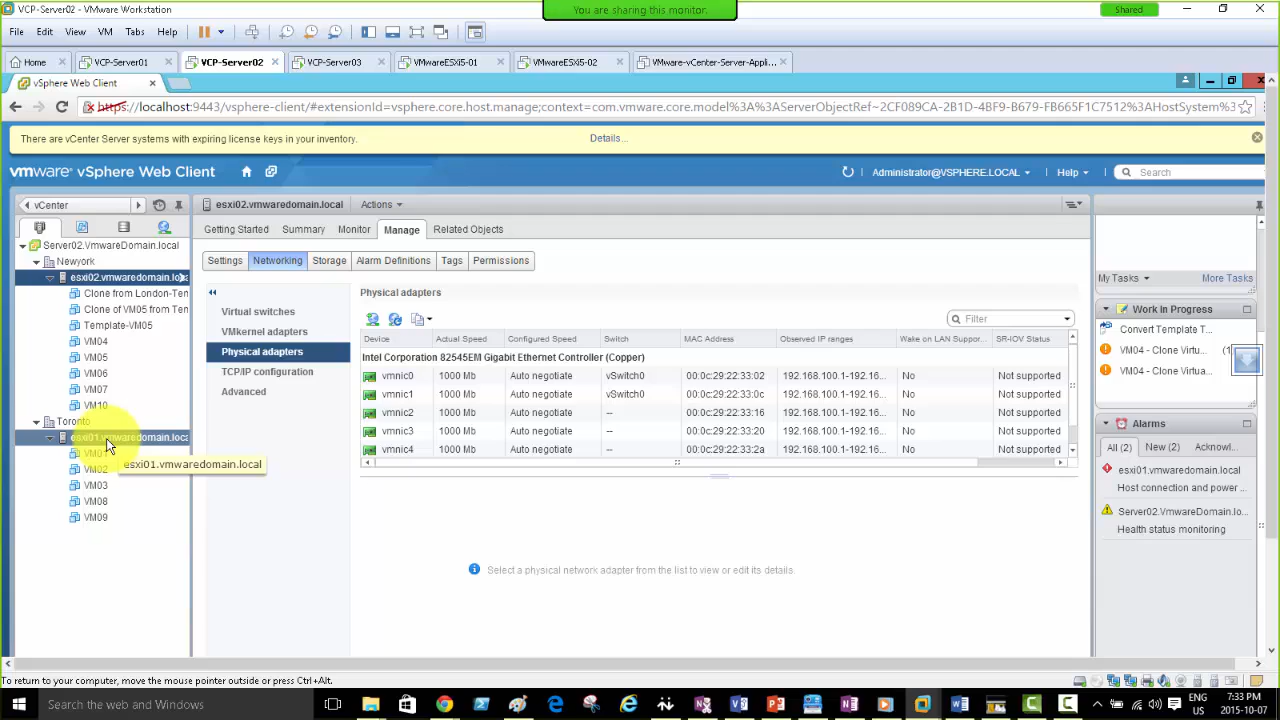 You are sharing this monitor.
VCP-Server02 - VMware Workstation
Shared
File Edit View VM Tabs Help
Home VCP-Server01 VCP-Server02 VCP-Server03 VMwareESXi5-01 VMwareESXi5-02 VMware-vCenter-Server-Appl...
vSphere Web Client
https://localhost:9443/vsphere-client/#extensionId=vsphere.core.host.manage;context=com.vmware.core.model%3A%3AServerObjectRef~2CF089CA-2B1D-4BF9-B679-FB665F1C7512%3AHostSystem%
There are vCenter Server systems with expiring license keys in your inventory.
Details...
vmware® vSphere Web Client
Administrator@VSPHERE.LOCAL
Help
Search
vCenter
Server02.VmwareDomain.local
Newyork
esxi02.vmwaredomain.loca
Clone from London-Ten
Clone of VM05 from Ten
Template-VM05
VM04
VM05
VM06
VM07
VM10
Toronto
esxi01.vmwaredomain.loca
VM01
VM02
esxi01.vmwaredomain.local
VM03
VM08
VM09
esxi02.vmwaredomain.local Actions
Getting Started Summary Monitor Manage Related Objects
Settings Networking Storage Alarm Definitions Tags Permissions
Virtual switches
VMkernel adapters
Physical adapters
TCP/IP configuration
Advanced
Physical adapters
Filter
Device Actual Speed Configured Speed Switch MAC Address Observed IP ranges Wake on LAN Suppor... SR-IOV Status
Intel Corporation 82545EM Gigabit Ethernet Controller (Copper)
vmnic0 1000 Mb Auto negotiate vSwitch0 00:0c:29:22:33:02 192.168.100.1-192.16... No Not supported
vmnic1 1000 Mb Auto negotiate vSwitch0 00:0c:29:22:33:0c 192.168.100.1-192.16... No Not supported
vmnic2 1000 Mb Auto negotiate -- 00:0c:29:22:33:16 192.168.100.1-192.16... No Not supported
vmnic3 1000 Mb Auto negotiate -- 00:0c:29:22:33:20 192.168.100.1-192.16... No Not supported
vmnic4 1000 Mb Auto negotiate -- 00:0c:29:22:33:2a 192.168.100.1-192.16... No Not supported
Select a physical network adapter from the list to view or edit its details.
My Tasks More Tasks
Work In Progress
Convert Template T...
VM04 - Clone Virtu... (1
VM04 - Clone Virtua...
Alarms
All (2) New (2) Acknowl...
esxi01.vmwaredomain.local
Host connection and power ...
Server02.VmwareDomain.lo...
Health status monitoring
To return to your computer, move the mouse pointer outside or press Ctrl+Alt.
Search the web and Windows
ENG 7:33 PM
US 2015-10-07